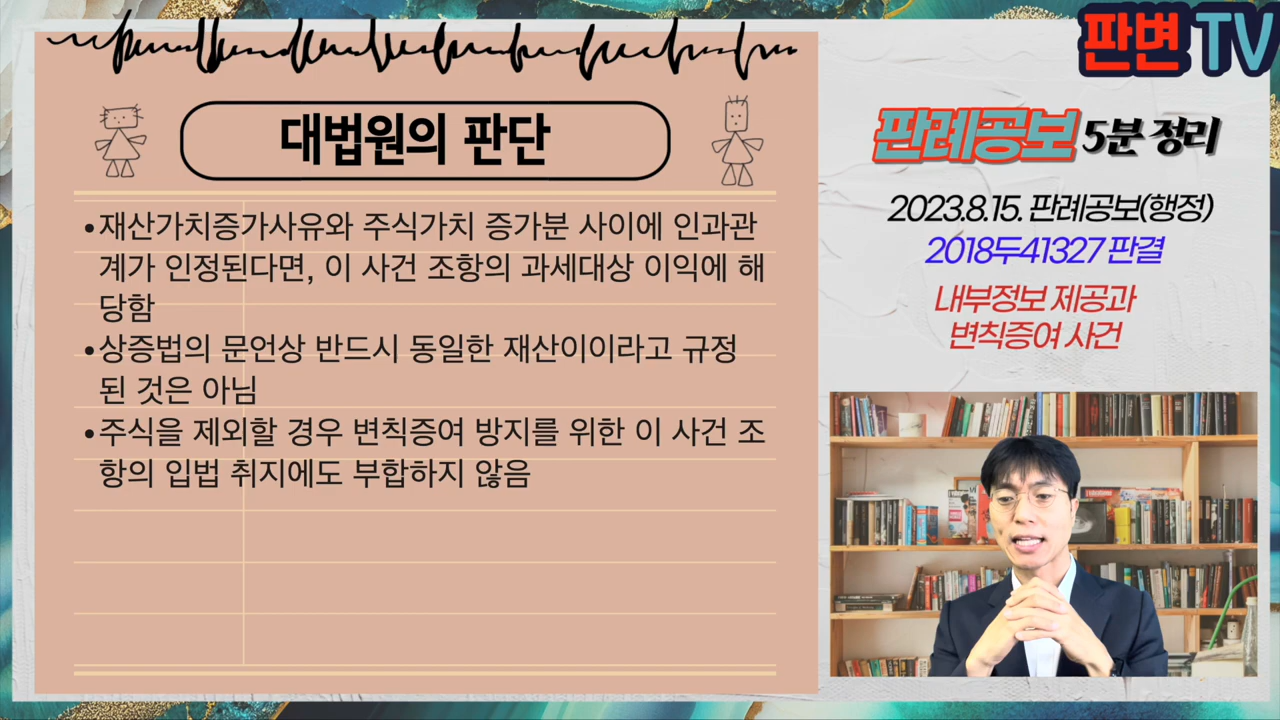 판변 TV
대법원의 판단
•재산가치증가사유와 주식가치 증가분 사이에 인과관
계가 인정된다면, 이 사건 조항의 과세대상 이익에 해
당함
•상증법의 문언상 반드시 동일한 재산이이라고 규정
된 것은 아님
•주식을 제외할 경우 변칙증여 방지를 위한 이 사건 조
항의 입법 취지에도 부합하지 않음
판례공보 5분 정리
2023.8.15. 판례공보(행정)
2018두41327 판결
내부정보 제공과
변칙증여 사건